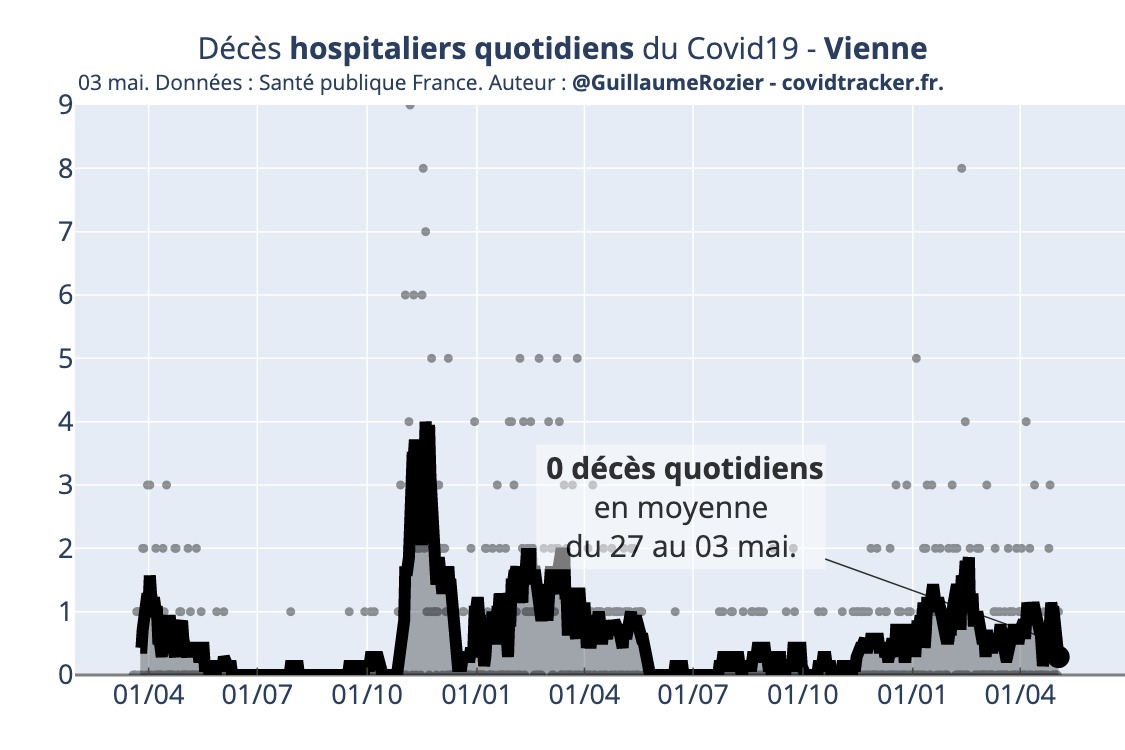 Décès hospitaliers quotidiens du Covid19 - Vienne
03 mai. Données : Santé publique France. Auteur : @GuillaumeRozier - covidtracker.fr.
9
8
7
6
5
4
3
2
1
0
0 décès quotidiens
en moyenne
du 27 au 03 mai.
01/04 01/07 01/10 01/01 01/04 01/07 01/10 01/01 01/04